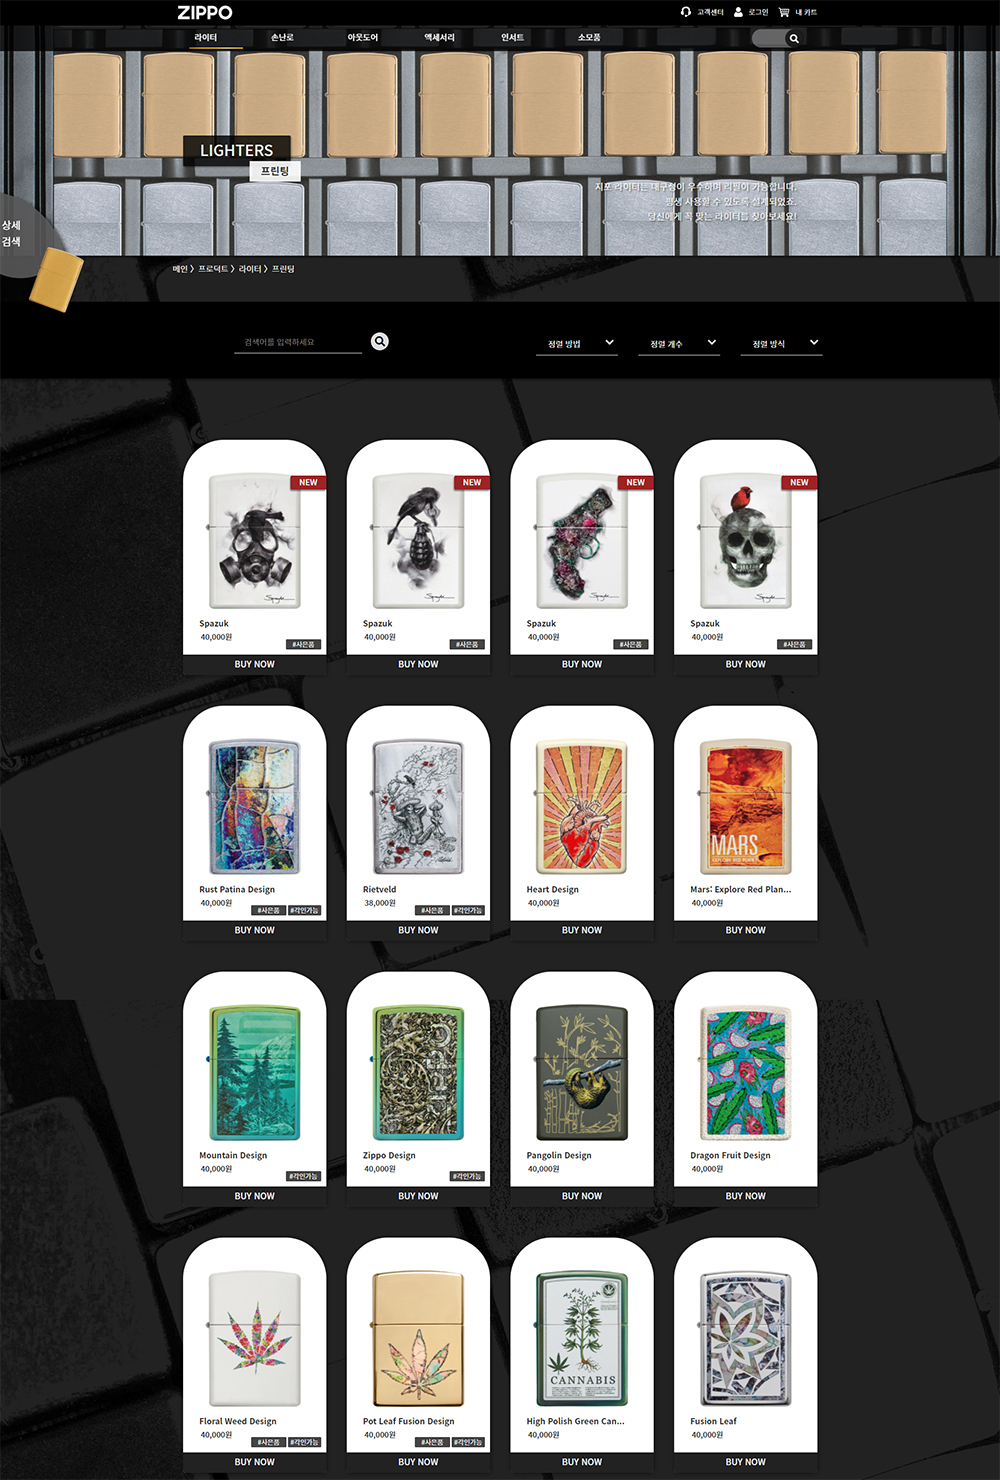 ZIPPO
고객센터 로그인 내 카트
라이터 손난로 아웃도어 액세서리 인서트 소모품
LIGHTERS
프린팅
지포 라이터는 내구성이 우수하며 리필이 가능합니다.
평생 사용할 수 있도록 설계되었죠.
당신에게 꼭 맞는 라이터를 찾아보세요!
상세
검색
메인 〉 프로덕트 〉 라이터 〉 프린팅
검색어를 입력하세요
정렬 방법 정렬 개수 정렬 방식
NEW NEW NEW NEW
Spazuk Spazuk Spazuk Spazuk
40,000원 40,000원 40,000원 40,000원
#사은품 #사은품 #사은품 #사은품
BUY NOW BUY NOW BUY NOW BUY NOW
MARS
EXPLORE RED PLANET
Rust Patina Design Rietveld Heart Design Mars: Explore Red Plan...
40,000원 38,000원 40,000원 40,000원
#사은품 #각인가능 #사은품 #각인가능
BUY NOW BUY NOW BUY NOW BUY NOW
Mountain Design Zippo Design Pangolin Design Dragon Fruit Design
40,000원 40,000원 40,000원 40,000원
#각인가능 #각인가능
BUY NOW BUY NOW BUY NOW BUY NOW
CANNABIS
Floral Weed Design Pot Leaf Fusion Design High Polish Green Can... Fusion Leaf
40,000원 40,000원 40,000원 40,000원
#사은품 #각인가능 #사은품 #각인가능
BUY NOW BUY NOW BUY NOW BUY NOW